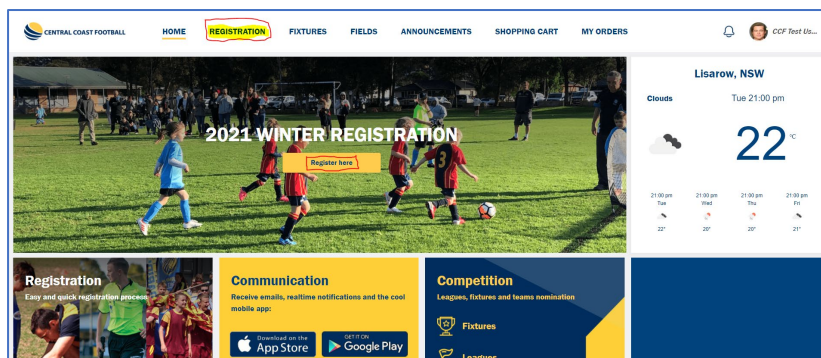 CENTRAL COAST FOOTBALL
HOME REGISTRATION FIXTURES FIELDS ANNOUNCEMENTS SHOPPING CART MY ORDERS
CCF Test Us...
2021 WINTER REGISTRATION
Register here
Lisarow, NSW
Clouds Tue 21:00 pm
22 °C
21:00 pm 21:00 pm 21:00 pm 21:00 pm
Tue Wed Thu Fri
22° 20° 20° 21°
Registration
Easy and quick registration process
Communication
Receive emails, realtime notifications and the cool
mobile app:
Download on the
App Store
GET IT ON
Google Play
Competition
Leagues, fixtures and teams nomination
Fixtures
Leagues
3